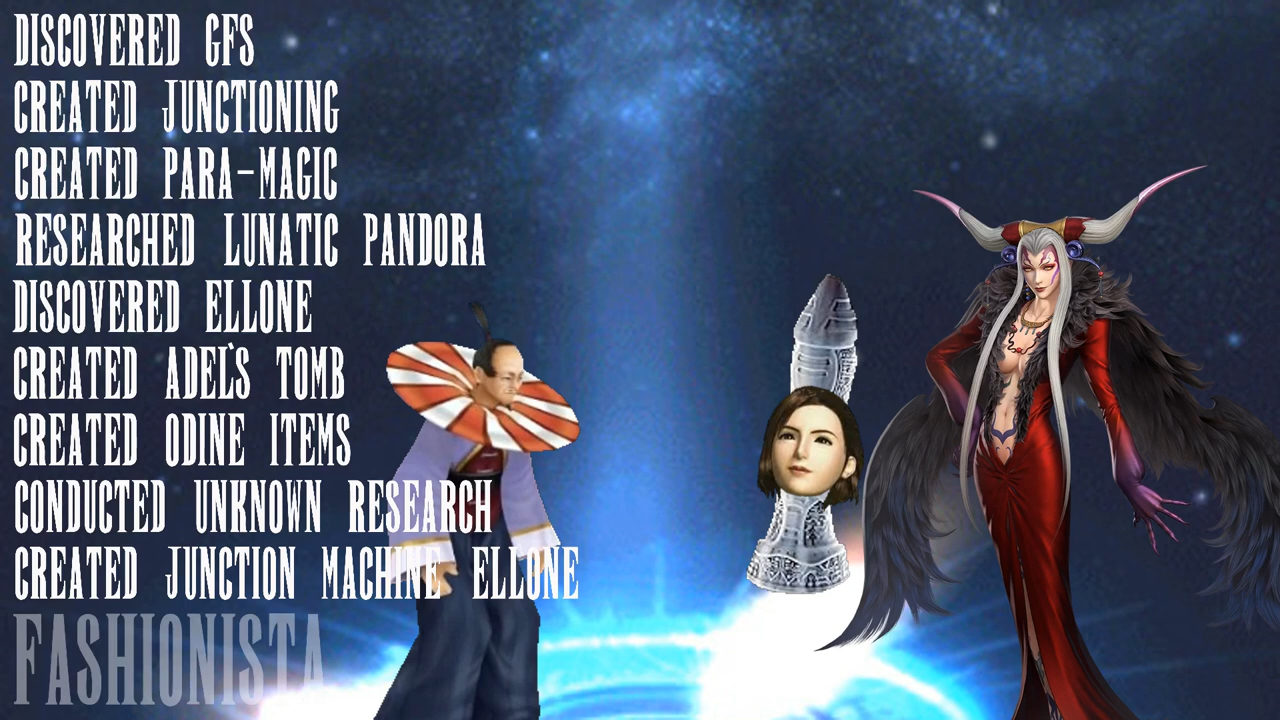 DISCOVERED GFS
CREATED JUNCTIONING
CREATED PARA-MAGIC
RESEARCHED LUNATIC PANDORA
DISCOVERED ELLONE
CREATED ADEL'S TOMB
CREATED ODINE ITEMS
CONDUCTED UNKNOWN RESEARCH
CREATED JUNCTION MACHINE ELLONE
FASHIONISTA